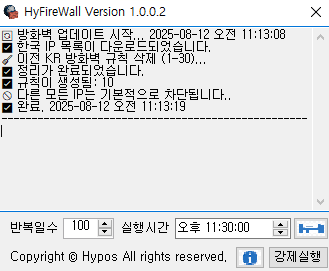 HyFireWall Version 1.0.0.2
방화벽 업데이트 시작... 2025-08-12 오전 11:13:08
한국 IP 목록이 다운로드되었습니다.
이전 KR 방화벽 규칙 삭제 (1-30)...
정리가 완료되었습니다.
규칙이 생성됨: 10
다른 모든 IP는 기본적으로 차단됩니다..
완료. 2025-08-12 오전 11:13:19
------------------------------------------------------------
반복일수 100 실행시간 오후 11:30:00
Copyright © Hypos All rights reserved. 강제실행